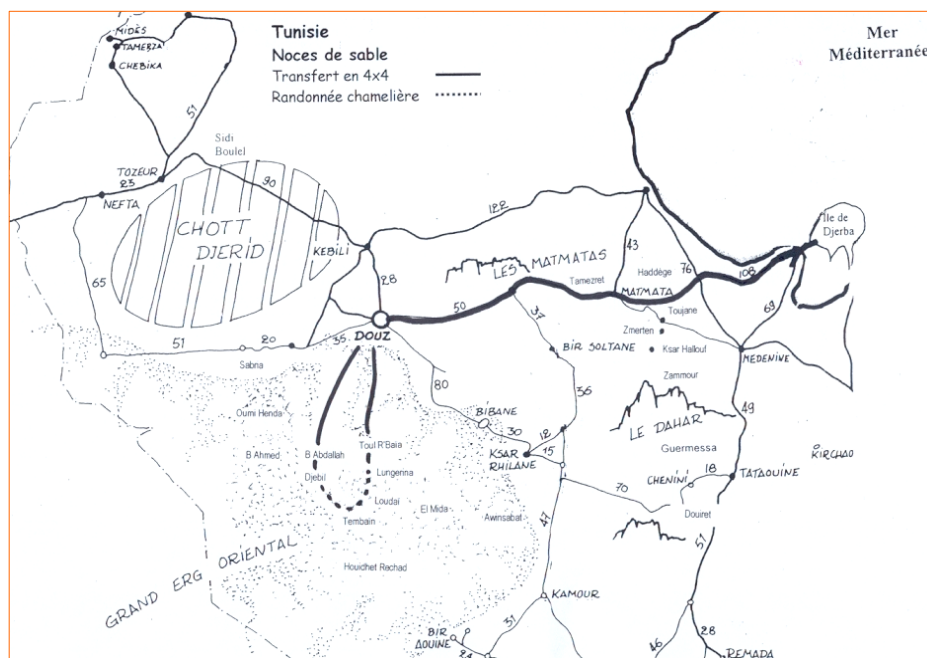 Tunisie
Noces de sable
Transfert en 4x4
Randonnée chamelière
Mer
Méditerranée
MIDÈS
TAMERZA
CHEBIKA
51
Sidi
Boulel
TOZEUR
23
NEFTA
90
122
CHOTT
DJERID
KEBILI
28
43
Île de
Djerba
LES MATMATAS
Tamezret
Haddège
76
108
MATMATA
65
50
37
69
Toujane
Zmerten
Ksar Hallouf
MEDENINE
DOUZ
35
51
20
Sabna
BIR SOLTANE
Zammour
80
36
49
Oumi Henda
BIBANE
30
12
15
KSAR
RHILANE
LE DAHAR
Guermessa
KIRCHAO
B Ahmed
B Abdallah
Djebil
Toul R'Baia
Lungerina
Loudai
Tembain
El Mida
Awinsabat
CHENINI
18
TATAOUINE
70
Douiret
47
51
GRAND ERG ORIENTAL
Houidhet Rechad
KAMOUR
31
BIR
AOUINE
24
46
28
REMADA